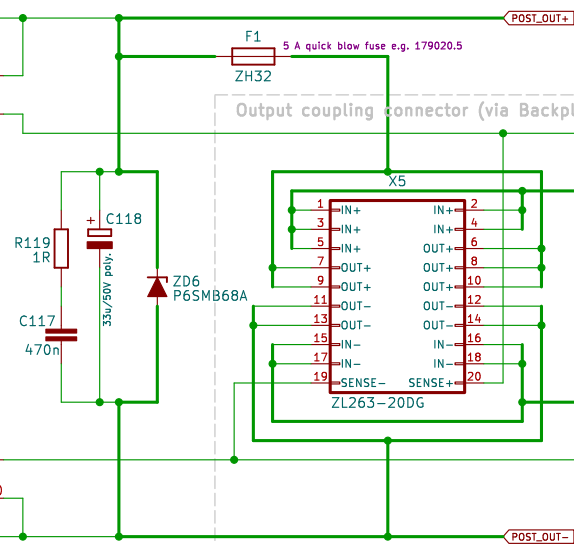 POST_OUT+
F1
5 A quick blow fuse e.g. 179020.5
ZH32
Output coupling connector (via Backpl
X5
1 IN+ IN+ 2
3 IN+ IN+ 4
5 IN+ OUT+ 6
7 OUT+ OUT+ 8
9 OUT+ OUT+ 10
11 OUT- OUT- 12
13 OUT- OUT- 14
15 IN- IN- 16
17 IN- IN- 18
19 SENSE- SENSE+ 20
ZL263-20DG
+ C118
33u/50V poly.
R119
1R
ZD6
P6SMB68A
C117
470n
POST_OUT-